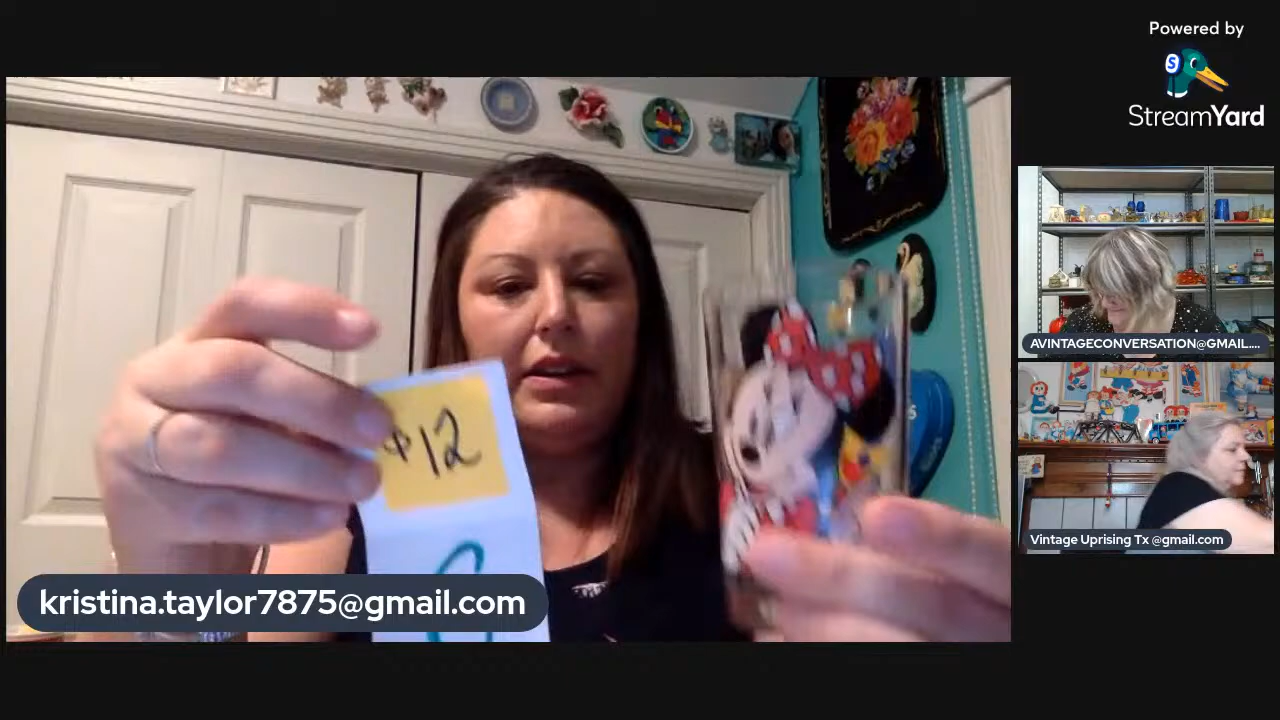 Powered by
StreamYard
$12
kristina.taylor7875@gmail.com
AVINTAGECONVERSATION@GMAIL....
Vintage Uprising Tx @gmail.com